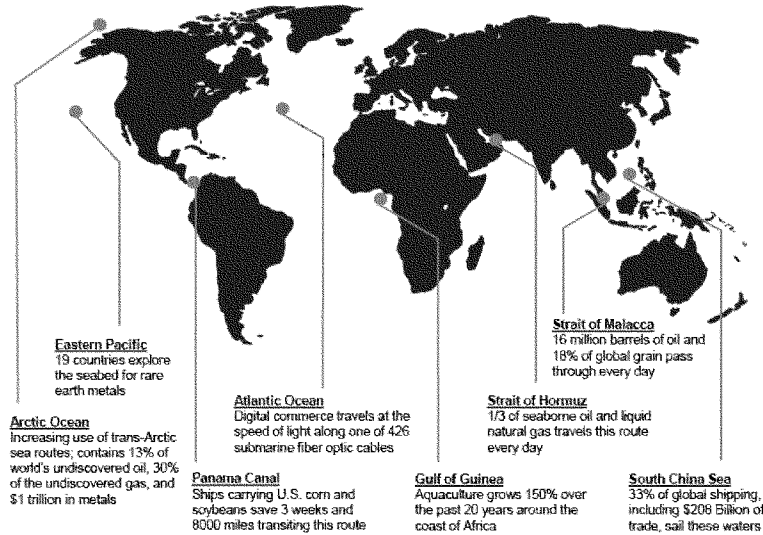 Eastern Pacific
19 countries explore
the seabed for rare
earth metals
Arctic Ocean
Increasing use of trans-Arctic
sea routes; contains 13% of
world's undiscovered oil, 30%
of the undiscovered gas, and
$1 trillion in metals
Atlantic Ocean
Digital commerce travels at the
speed of light along one of 426
submarine fiber optic cables
Panama Canal
Ships carrying U.S. corn and
soybeans save 3 weeks and
8000 miles transiting this route
Strait of Malacca
16 million barrels of oil and
18% of global grain pass
through every day
Strait of Hormuz
1/3 of seaborne oil and liquid
natural gas travels this route
every day
Gulf of Guinea
Aquaculture grows 150% over
the past 20 years around the
coast of Africa
South China Sea
33% of global shipping,
including $208 Billion of
trade, sail these waters